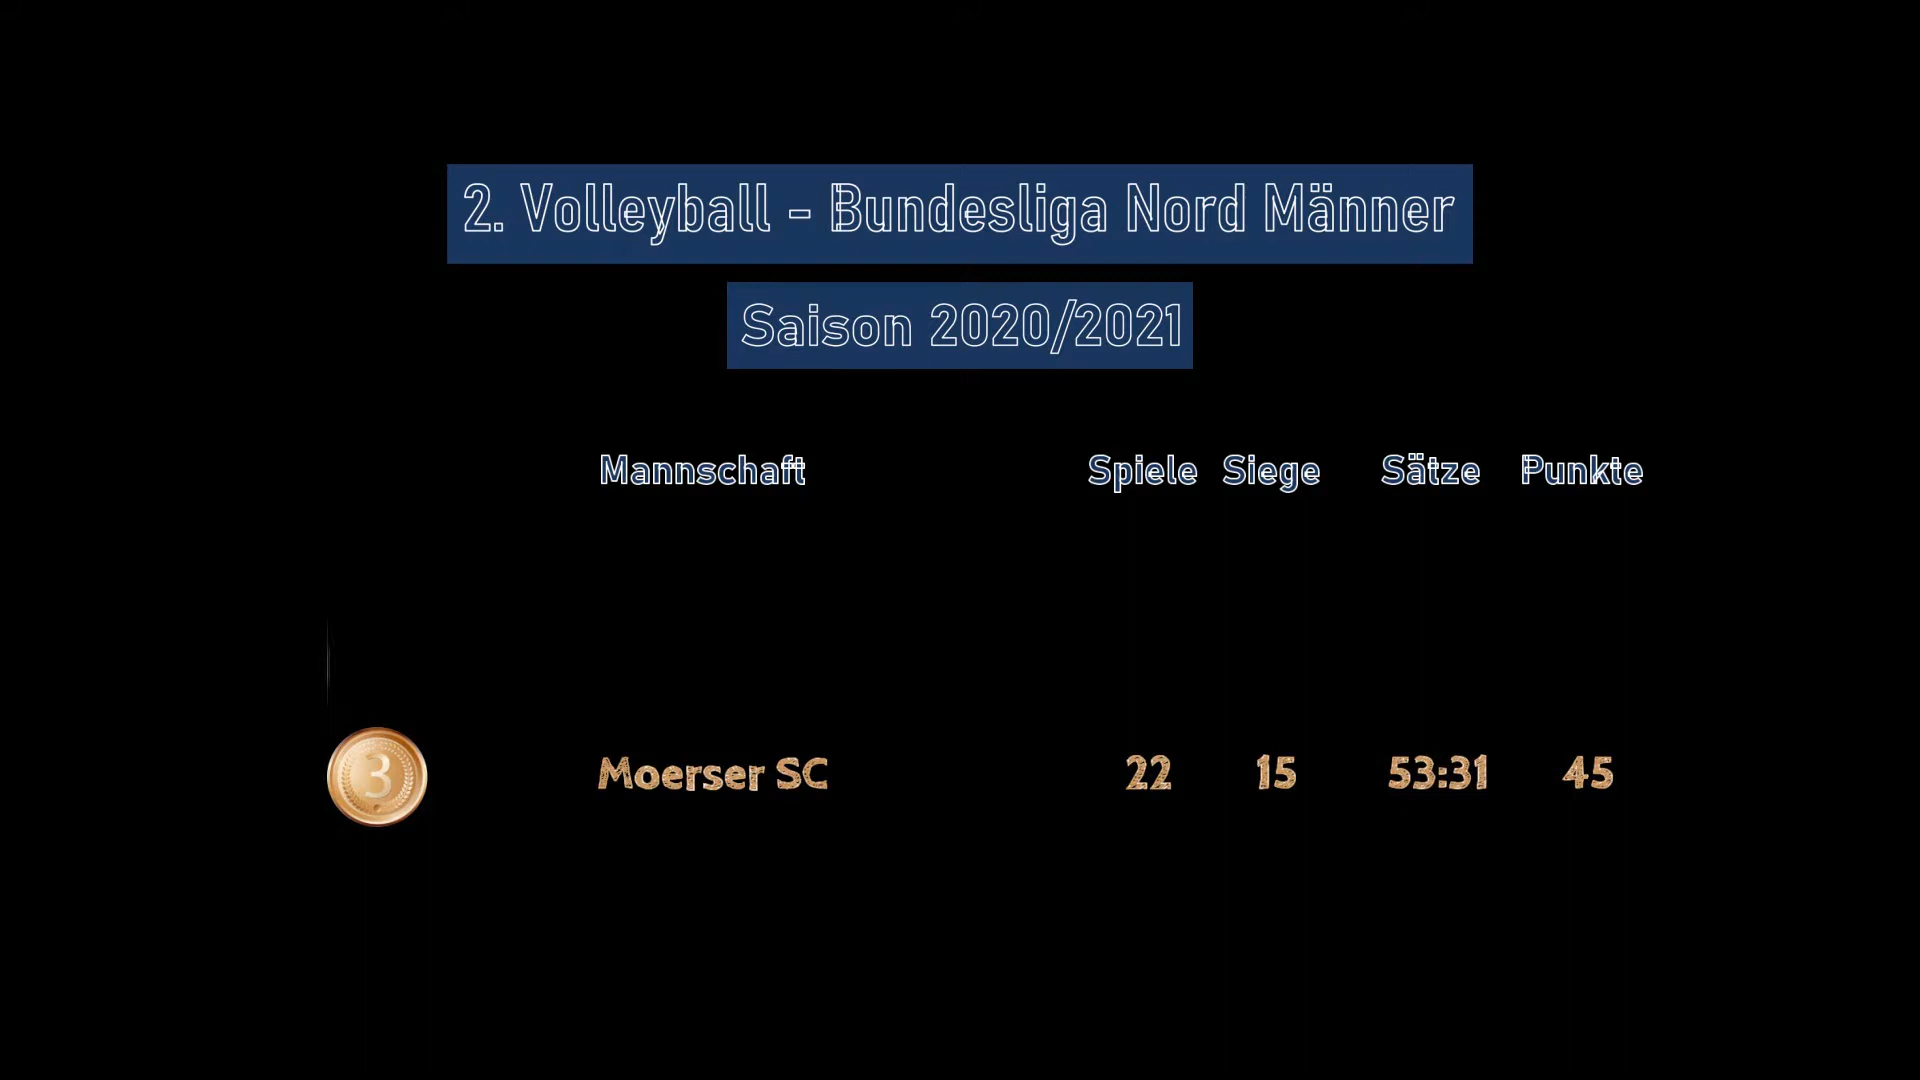 2. Volleyball - Bundesliga Nord Männer
Saison 2020/2021
Mannschaft Spiele Siege Sätze Punkte
3 Moerser SC 22 15 53:31 45